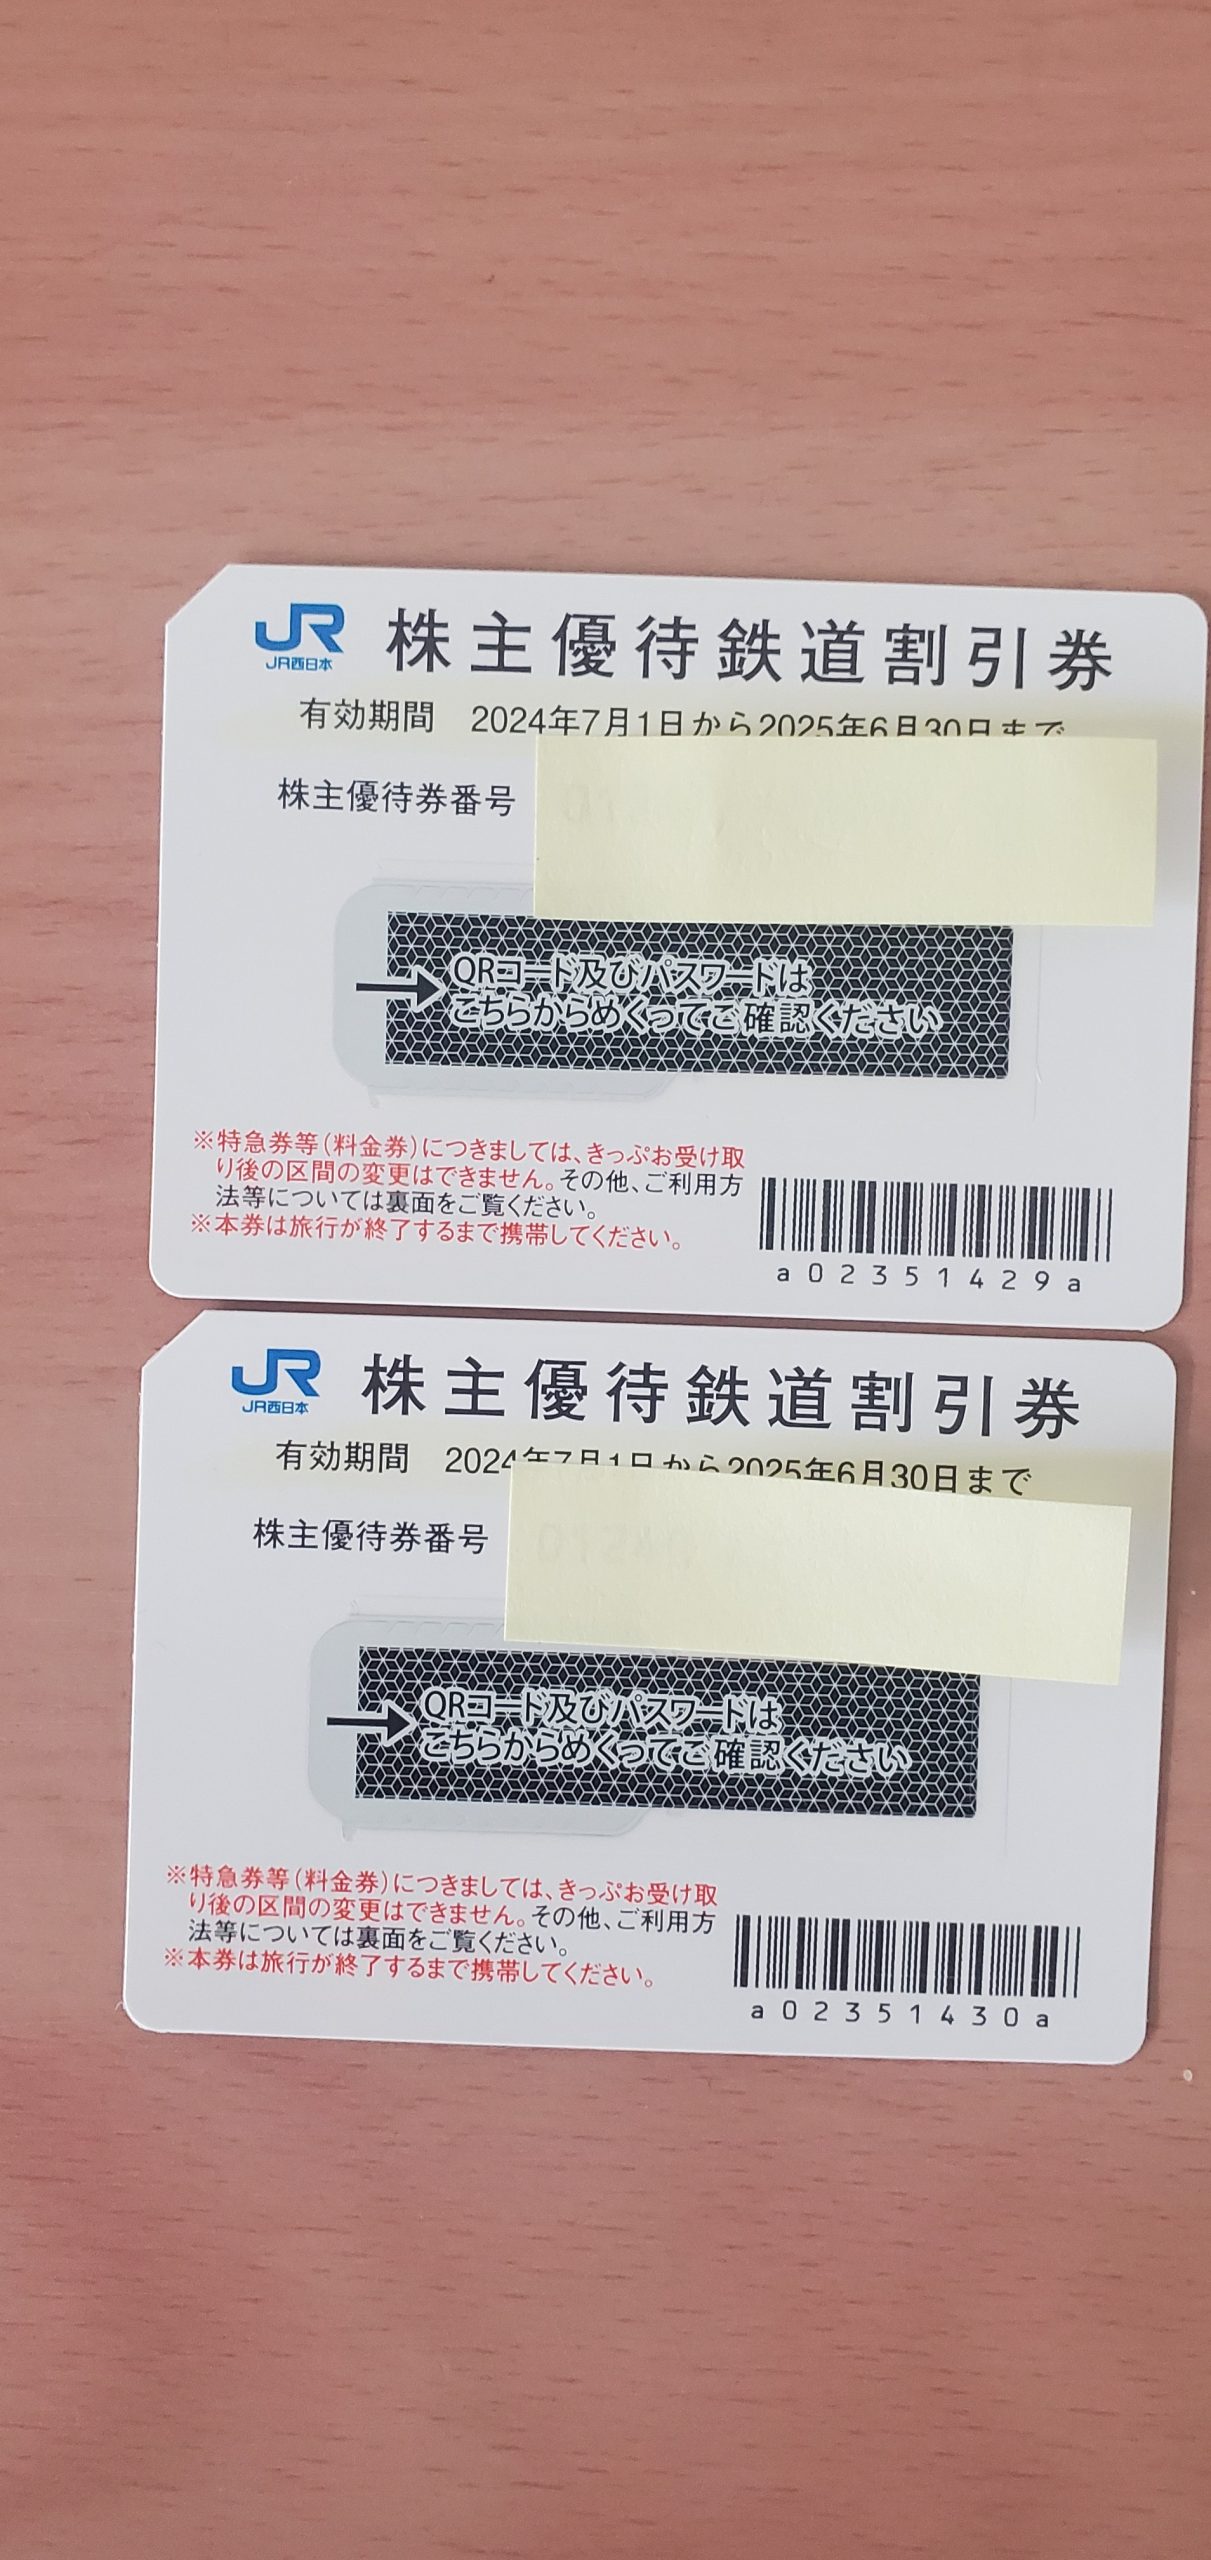 JR 株主優待鉄道割引券
JR西日本
有効期間 2024年7月1日から2025年6月30日まで
株主優待券番号
QRコード及びパスワードは
こちらからめくってご確認ください
※特急券等(料金券)につきましては、きっぷお受け取
り後の区間の変更はできません。その他、ご利用方
法等については裏面をご覧ください。
※本券は旅行が終了するまで携帯してください。
a02351429a
JR 株主優待鉄道割引券
JR西日本
有効期間 2024年7月1日から2025年6月30日まで
株主優待券番号
QRコード及びパスワードは
こちらからめくってご確認ください
※特急券等(料金券)につきましては、きっぷお受け取
り後の区間の変更はできません。その他、ご利用方
法等については裏面をご覧ください。
※本券は旅行が終了するまで携帯してください。
a02351430a